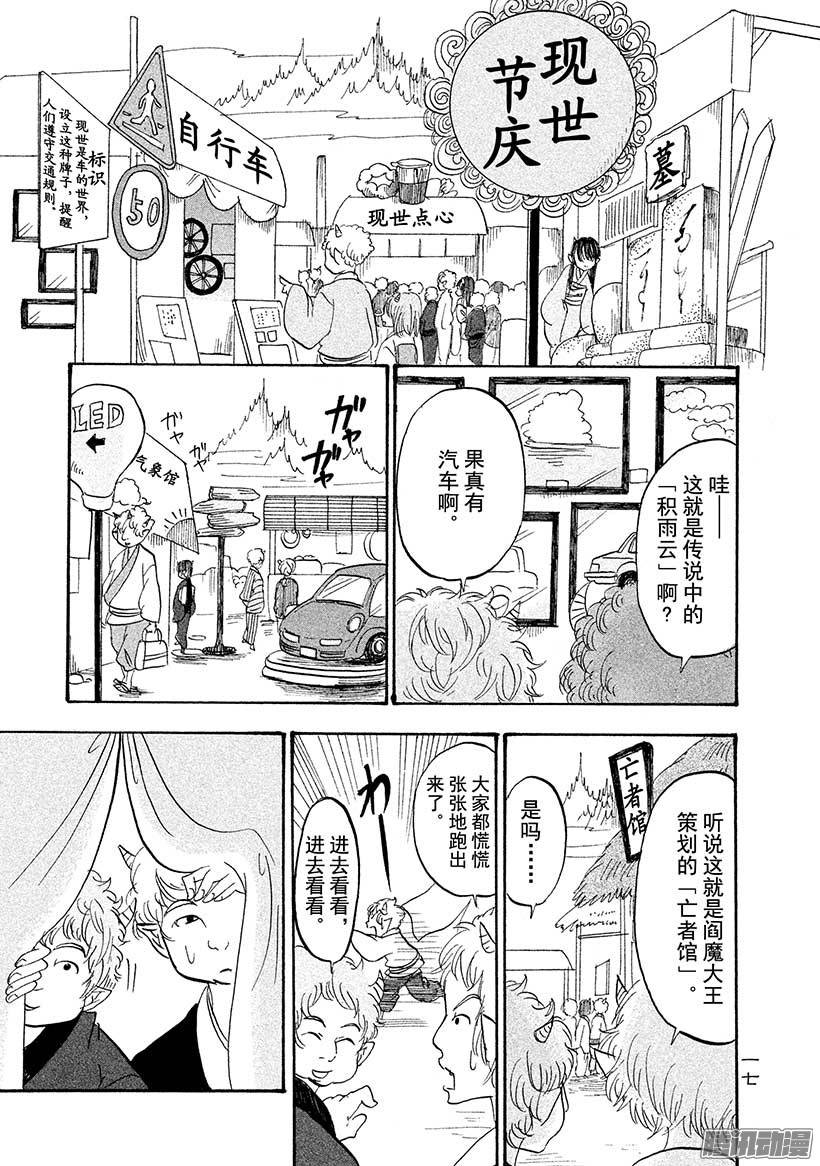 现世
节庆
墓
现世点心
自行车
50
标识
现世是车的世界，
设立这种牌子，提醒
人们遵守交通规则。
哇——
这就是传说中的
「积雨云」啊？
果真有
汽车啊。
ガャ
ガャ
LED
气象馆
亡者馆
听说这就是阎魔大王
策划的「亡者馆」。
是吗……
わー
大家都慌慌
张张地跑出
来了。
进去看看，
进去看看。
一七
腾讯动漫